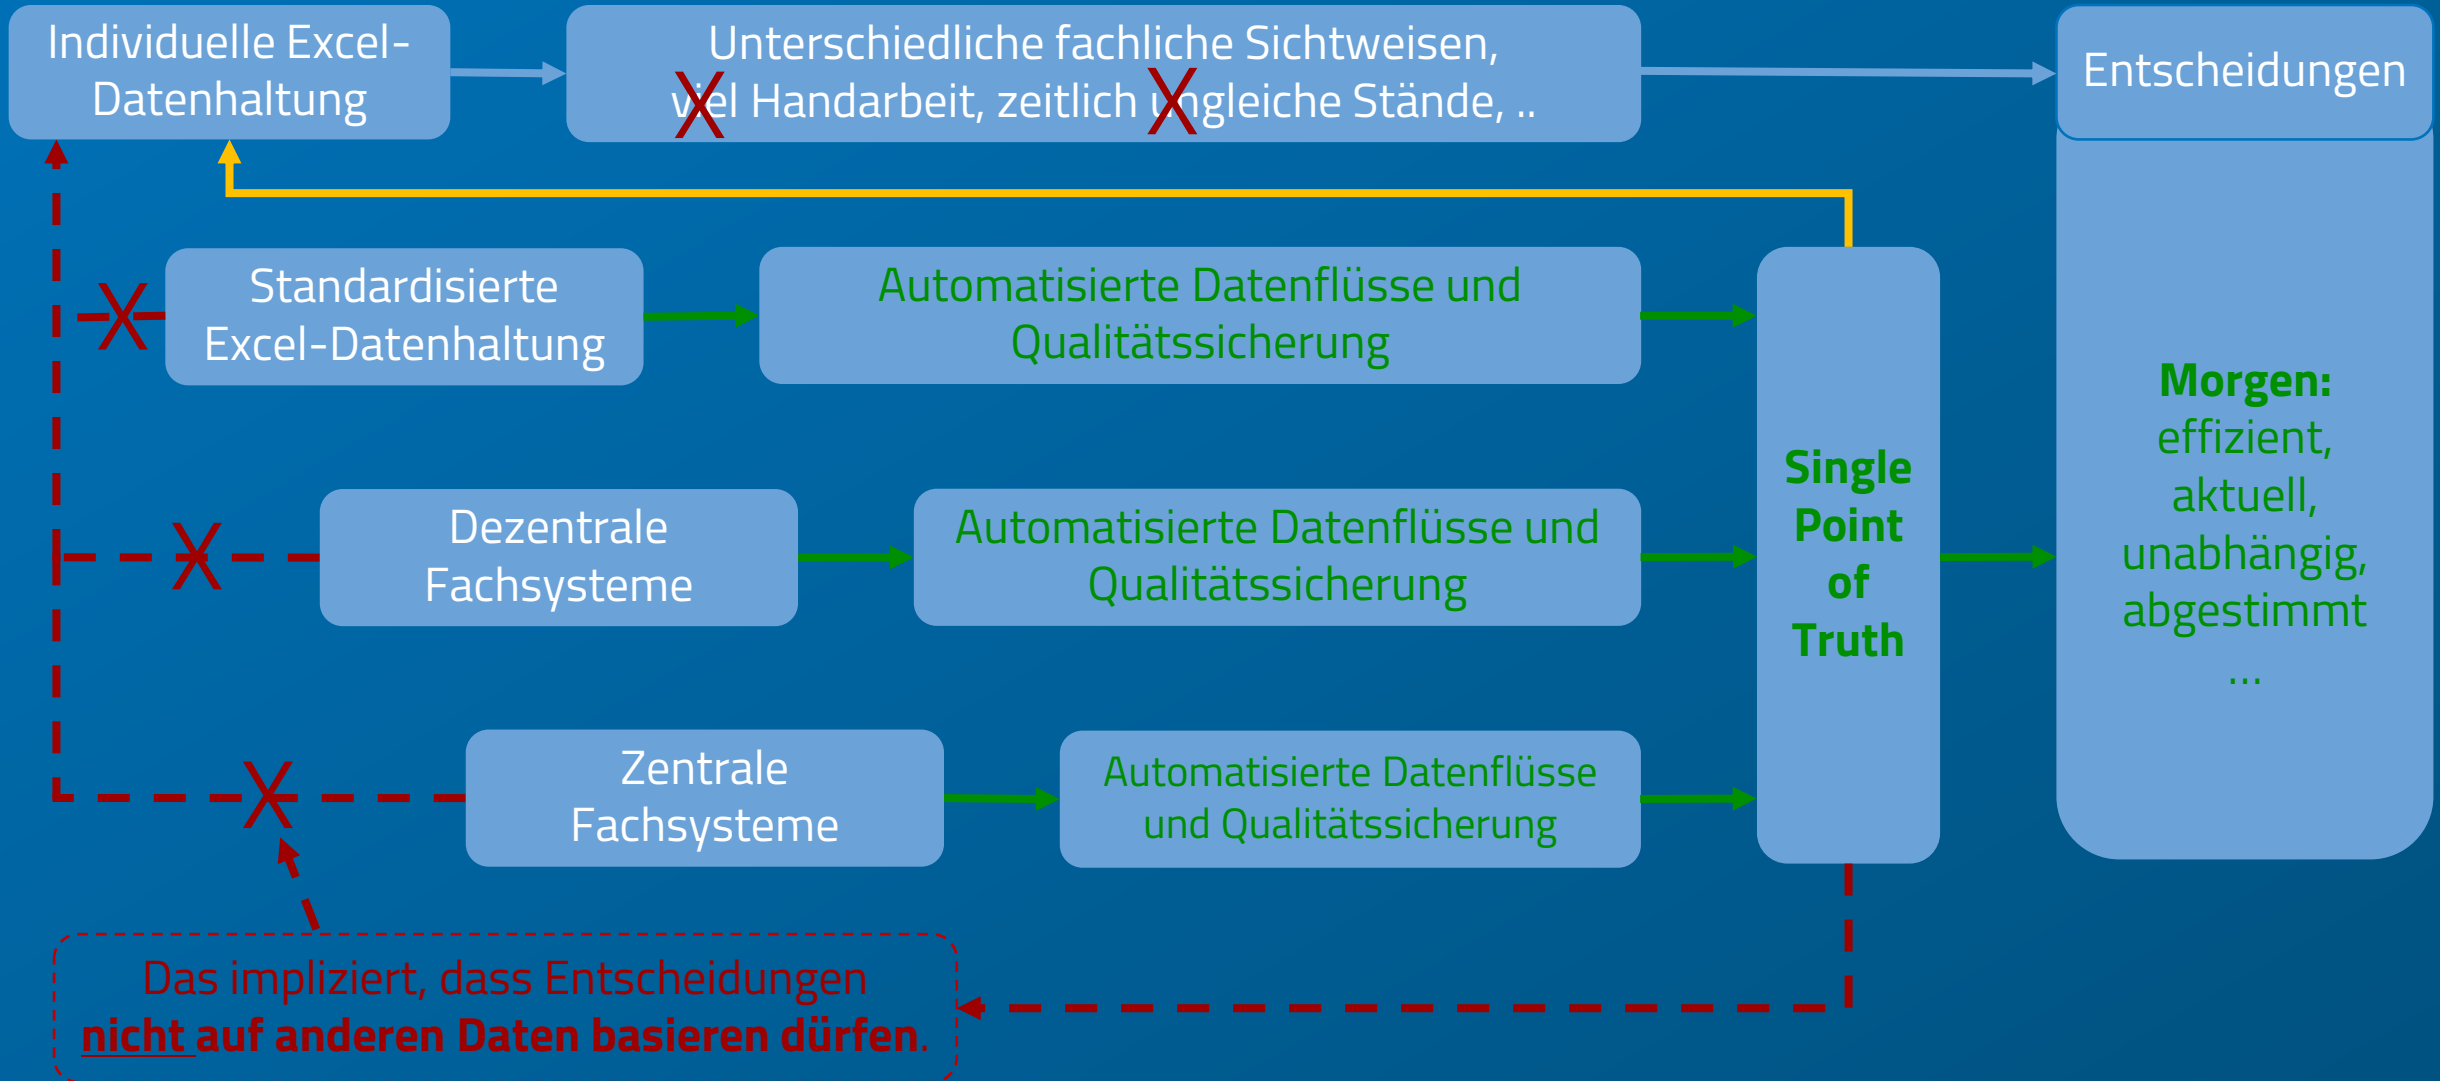 Individuelle Excel-
Datenhaltung
Unterschiedliche fachliche Sichtweisen,
viel Handarbeit, zeitlich ungleiche Stände, ..
Entscheidungen
Standardisierte
Excel-Datenhaltung
Automatisierte Datenflüsse und
Qualitätssicherung
Dezentrale
Fachsysteme
Automatisierte Datenflüsse und
Qualitätssicherung
Zentrale
Fachsysteme
Automatisierte Datenflüsse
und Qualitätssicherung
Single
Point
of
Truth
Morgen:
effizient,
aktuell,
unabhängig,
abgestimmt
...
X
X
X
X
X
Das impliziert, dass Entscheidungen
nicht auf anderen Daten basieren dürfen.